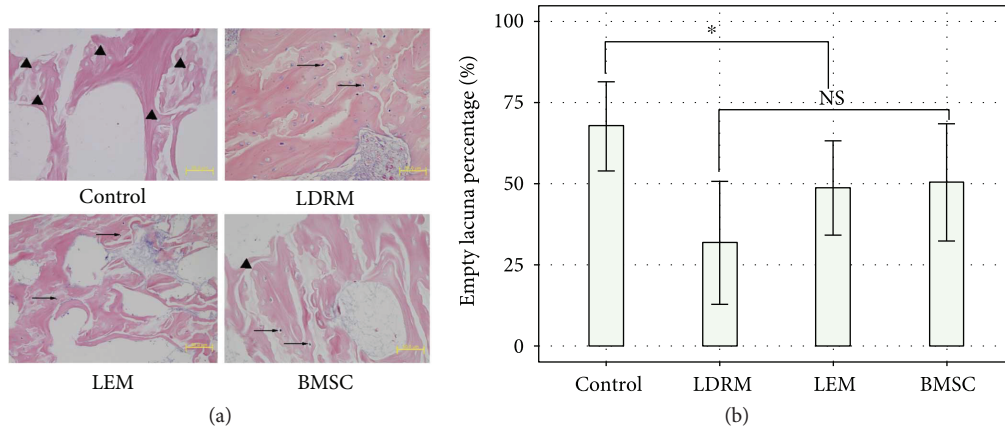 Control
LDRM
LEM
BMSC
(a)
Empty lacuna percentage (%)
100
75
50
25
0
*
NS
Control
LDRM
LEM
BMSC
(b)